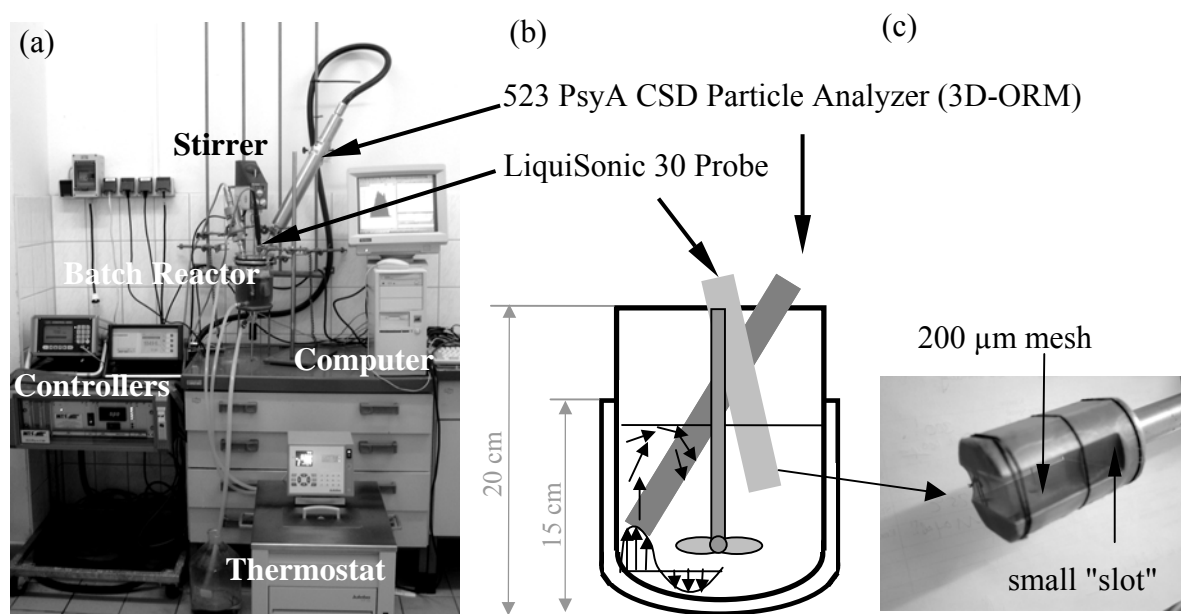 (a)
(b)
(c)
523 PsyA CSD Particle Analyzer (3D-ORM)
Stirrer
LiquiSonic 30 Probe
Batch Reactor
200 µm mesh
Computer
Controllers
20 cm
15 cm
Thermostat
small "slot"